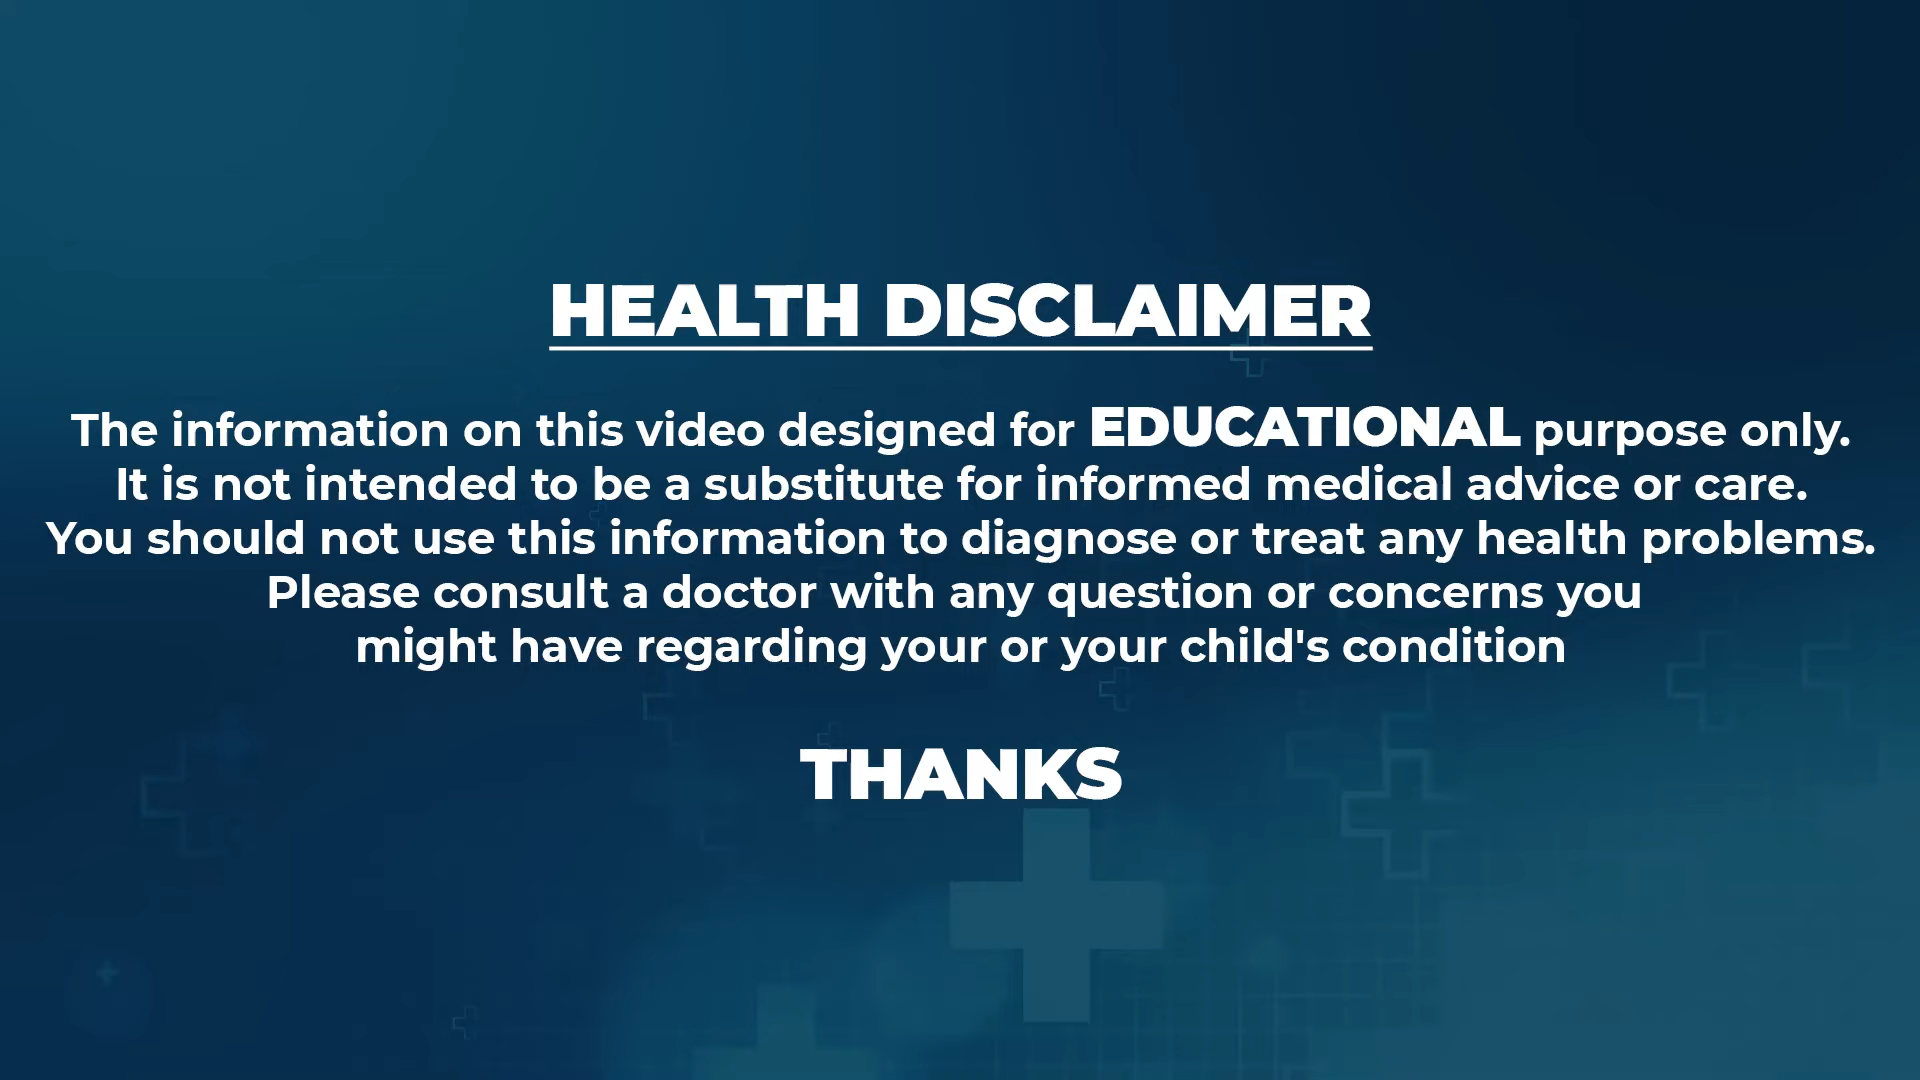 HEALTH DISCLAIMER
The information on this video designed for EDUCATIONAL purpose only.
It is not intended to be a substitute for informed medical advice or care.
You should not use this information to diagnose or treat any health problems.
Please consult a doctor with any question or concerns you
might have regarding your or your child's condition
THANKS